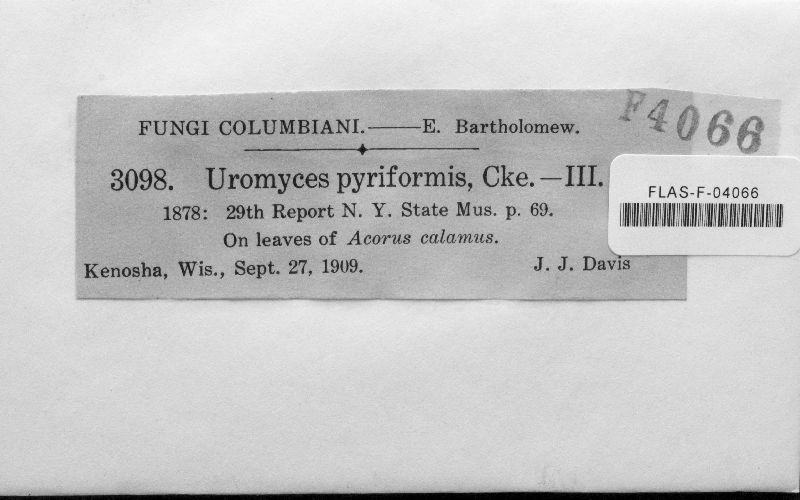 F4066
FUNGI COLUMBIANI.——E. Bartholomew.
3098. Uromyces pyriformis, Cke.—III.
FLAS-F-04066
1878: 29th Report N. Y. State Mus. p. 69.
On leaves of Acorus calamus.
Kenosha, Wis., Sept. 27, 1909. J. J. Davis